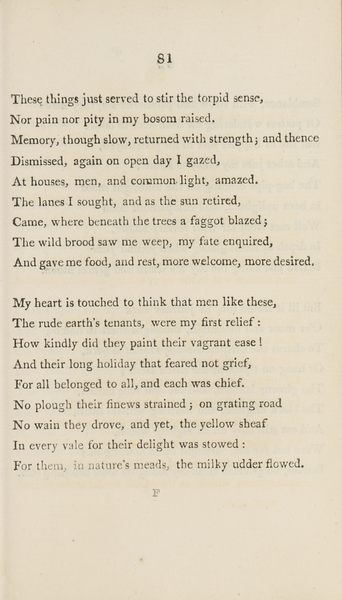 81
These things just served to stir the torpid sense,
Nor pain nor pity in my bosom raised.
Memory, though slow, returned with strength; and thence
Dismissed, again on open day I gazed,
At houses, men, and common light, amazed.
The lanes I sought, and as the sun retired,
Came, where beneath the trees a faggot blazed;
The wild brood saw me weep, my fate enquired,
And gave me food, and rest, more welcome, more desired.
My heart is touched to think that men like these,
The rude earth's tenants, were my first relief:
How kindly did they paint their vagrant ease!
And their long holiday that feared not grief,
For all belonged to all, and each was chief.
No plough their sinews strained; on grating road
No wain they drove, and yet, the yellow sheaf
In every vale for their delight was stowed:
For them, in nature's meads, the milky udder flowed.
F